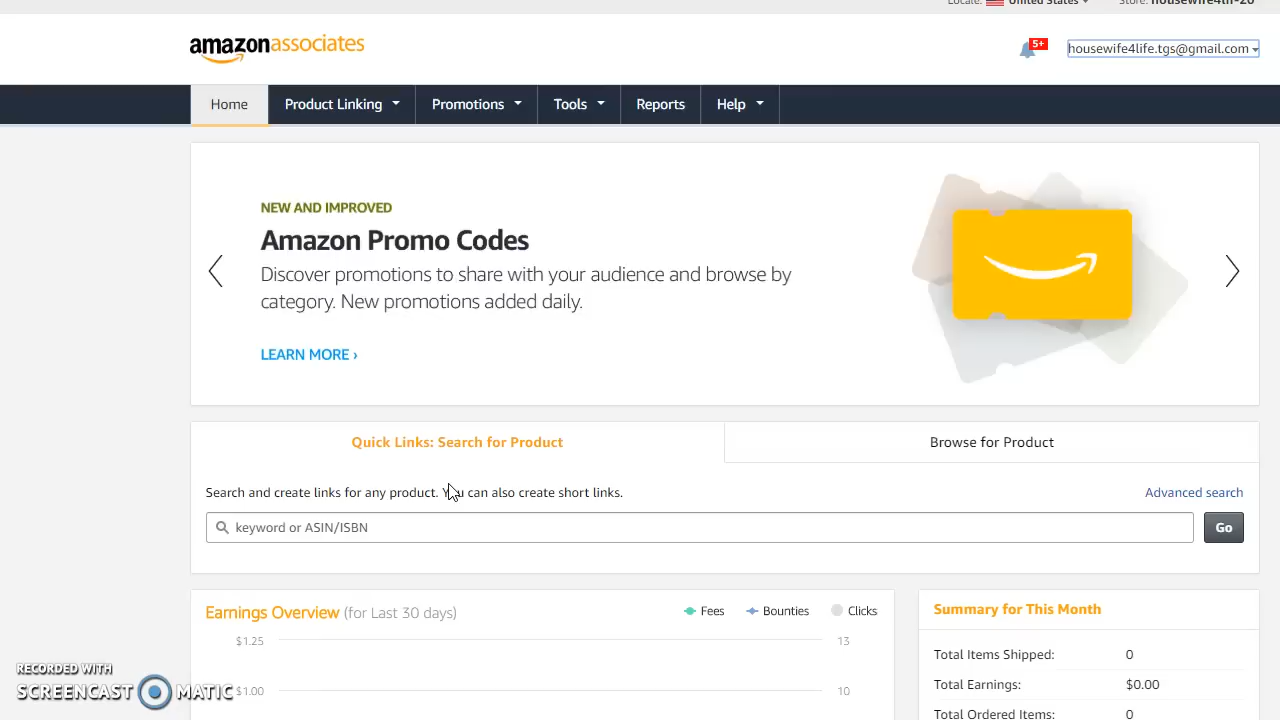 Locale: United States Store: housewife4lif-20
amazonassociates
5+
housewife4life.tgs@gmail.com
Home Product Linking Promotions Tools Reports Help
NEW AND IMPROVED
Amazon Promo Codes
Discover promotions to share with your audience and browse by
category. New promotions added daily.
LEARN MORE ›
Quick Links: Search for Product
Browse for Product
Search and create links for any product. You can also create short links.
Advanced search
keyword or ASIN/ISBN
Go
Earnings Overview (for Last 30 days)
Fees Bounties Clicks
$1.25
13
$1.00
10
Summary for This Month
Total Items Shipped: 0
Total Earnings: $0.00
Total Ordered Items: 0
RECORDED WITH
SCREENCAST MATIC